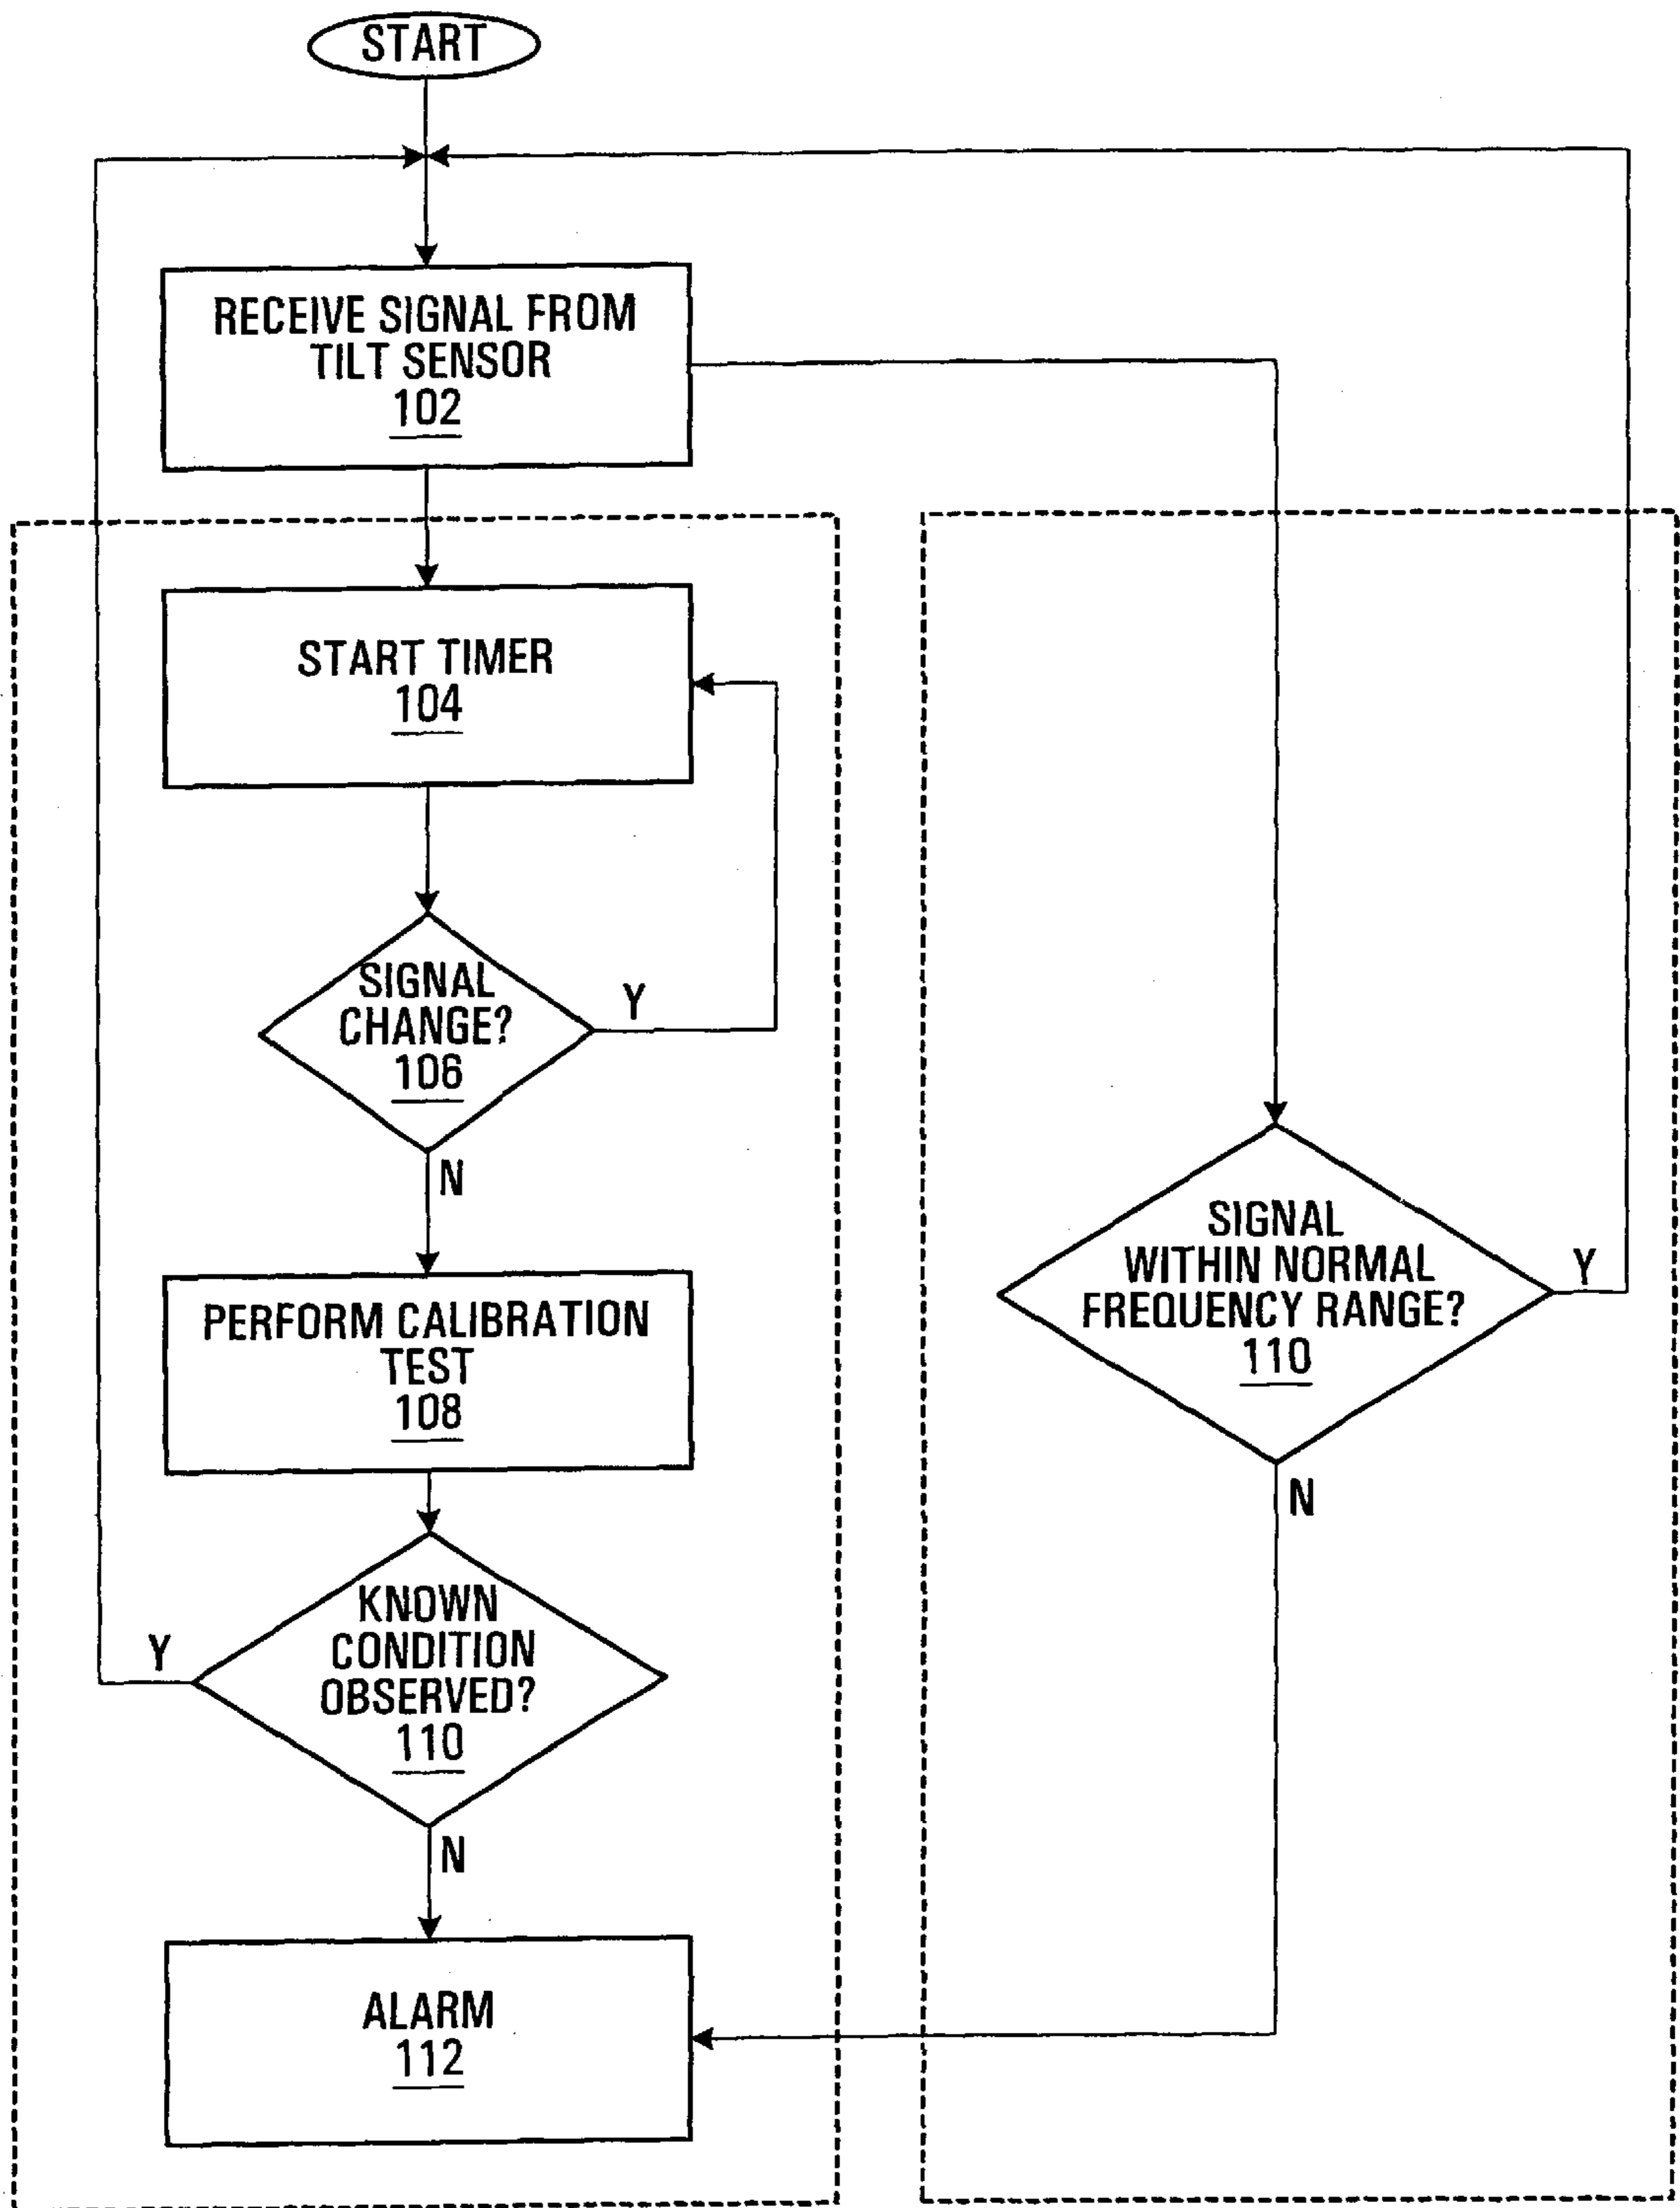 START
RECEIVE SIGNAL FROM
TILT SENSOR
102
START TIMER
104
SIGNAL
CHANGE?
106
Y
N
PERFORM CALIBRATION
TEST
108
KNOWN
CONDITION
OBSERVED?
110
Y
N
ALARM
112
SIGNAL
WITHIN NORMAL
FREQUENCY RANGE?
110
Y
N